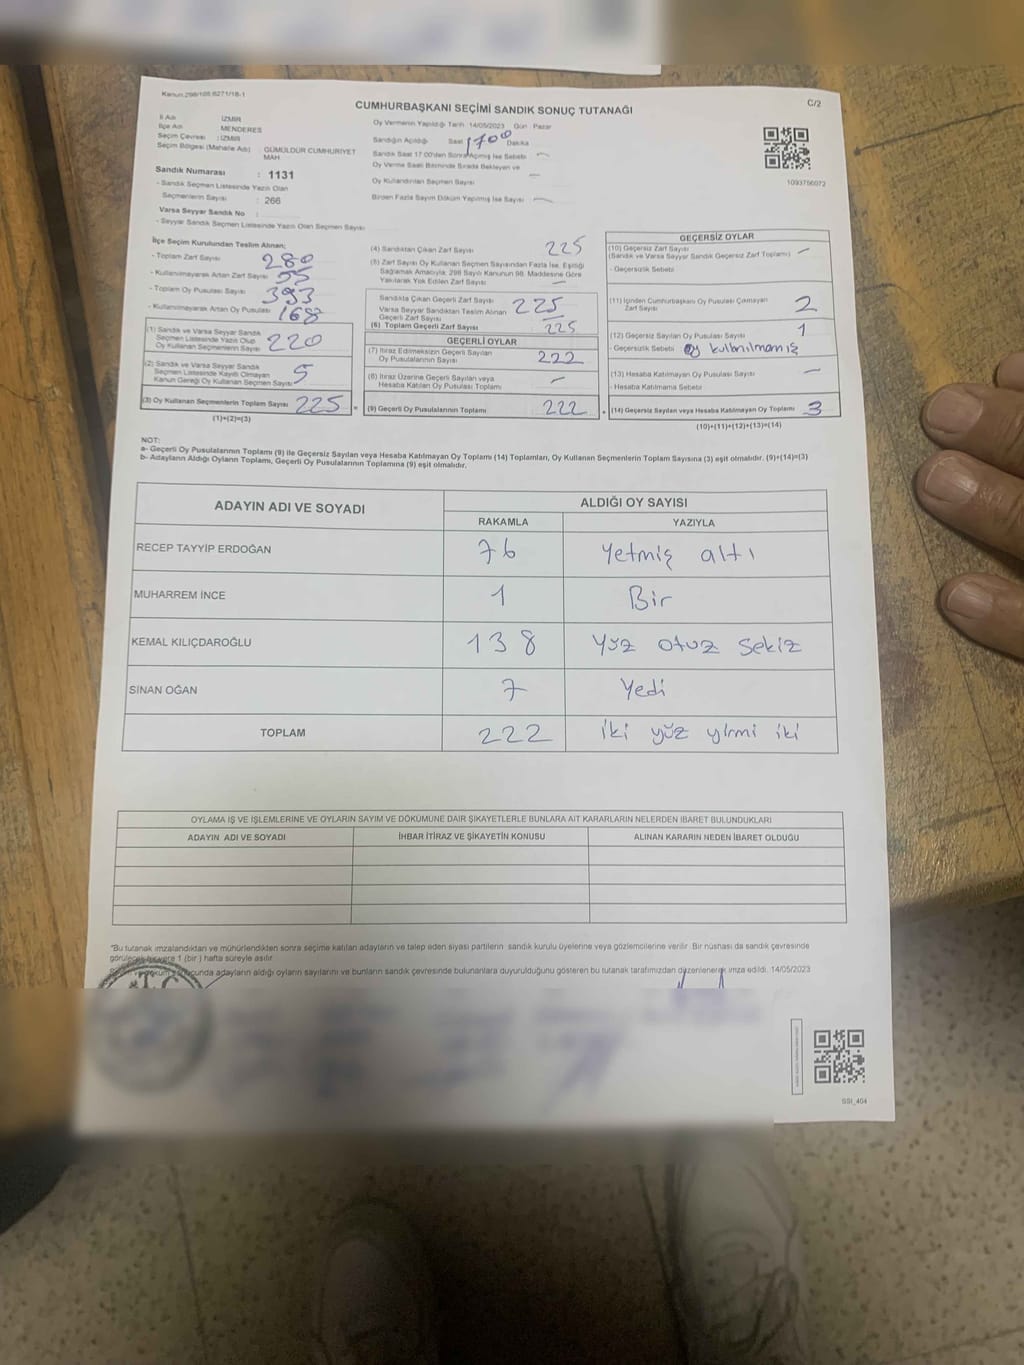 Kanun:298/105 6271/18-1
C/2
CUMHURBAŞKANI SEÇİMİ SANDIK SONUÇ TUTANAĞI
İl Adı : İZMİR
İlçe Adı : MENDERES
Seçim Çevresi : İZMİR
Seçim Bölgesi (Mahalle Adı) : GÜMÜLDÜR CUMHURİYET MAH
Sandık Numarası : 1131
- Sandık Seçmen Listesinde Yazılı Olan
Seçmenlerin Sayısı : 266
Varsa Seyyar Sandık No :
- Seyyar Sandık Seçmen Listesinde Yazılı Olan Seçmen Sayısı :
Oy Vermenin Yapıldığı Tarih :14/05/2023 Gün : Pazar
Sandığın Açıldığı Saat 17 00 Dakika
Sandık Saat 17:00'den Sonra Açılmış İse Sebebi —
Oy Verme Saati Bitiminde Sırada Bekleyen ve
Oy Kullandırılan Seçmen Sayısı —
Birden Fazla Sayım Döküm Yapılmış İse Sayısı —
1093756072
İlçe Seçim Kurulundan Teslim Alınan;
- Toplam Zarf Sayısı 280
- Kullanılmayarak Artan Zarf Sayısı 55
- Toplam Oy Pusulası Sayısı 393
- Kullanılmayarak Artan Oy Pusulası 168
(1) Sandık ve Varsa Seyyar Sandık
Seçmen Listesinde Yazılı Olup
Oy Kullanan Seçmenlerin Sayısı 220
(2) Sandık ve Varsa Seyyar Sandık
Seçmen Listesinde Kayıtlı Olmayan
Kanun Gereği Oy Kullanan Seçmen Sayısı 5
(3) Oy Kullanan Seçmenlerin Toplam Sayısı 225
(1)+(2)=(3)
(4) Sandıktan Çıkan Zarf Sayısı 225
(5) Zarf Sayısı Oy Kullanan Seçmen Sayısından Fazla İse, Eşitliği
Sağlamak Amacıyla; 298 Sayılı Kanunun 98. Maddesine Göre
Yakılarak Yok Edilen Zarf Sayısı —
Sandıkta Çıkan Geçerli Zarf Sayısı 225
Varsa Seyyar Sandıktan Teslim Alınan
Geçerli Zarf Sayısı —
(6) Toplam Geçerli Zarf Sayısı 225
GEÇERLİ OYLAR
(7) İtiraz Edilmeksizin Geçerli Sayılan
Oy Pusulalarının Sayısı 222
(8) İtiraz Üzerine Geçerli Sayılan veya
Hesaba Katılan Oy Pusulası Toplamı —
(9) Geçerli Oy Pusulalarının Toplamı 222
GEÇERSİZ OYLAR
(10) Geçersiz Zarf Sayısı —
(Sandık ve Varsa Seyyar Sandık Geçersiz Zarf Toplamı)
- Geçersizlik Sebebi
(11) İçinden Cumhurbaşkanı Oy Pusulası Çıkmayan
Zarf Sayısı 2
(12) Geçersiz Sayılan Oy Pusulası Sayısı 1
- Geçersizlik Sebebi : oy kullanılmamış
(13) Hesaba Katılmayan Oy Pusulası Sayısı —
- Hesaba Katılmama Sebebi
(14) Geçersiz Sayılan veya Hesaba Katılmayan Oy Toplamı 3
(10)+(11)+(12)+(13)=(14)
NOT:
a- Geçerli Oy Pusulalarının Toplamı (9) ile Geçersiz Sayılan veya Hesaba Katılmayan Oy Toplamı (14) Toplamları, Oy Kullanan Seçmenlerin Toplam Sayısına (3) eşit olmalıdır. (9)+(14)=(3)
b- Adayların Aldığı Oyların Toplamı, Geçerli Oy Pusulalarının Toplamına (9) eşit olmalıdır.
ADAYIN ADI VE SOYADI ALDIĞI OY SAYISI
RAKAMLA YAZIYLA
RECEP TAYYİP ERDOĞAN 76 Yetmiş altı
MUHARREM İNCE 1 Bir
KEMAL KILIÇDAROĞLU 138 Yüz otuz sekiz
SİNAN OĞAN 7 Yedi
TOPLAM 222 iki yüz yirmi iki
OYLAMA İŞ VE İŞLEMLERİNE VE OYLARIN SAYIM VE DÖKÜMÜNE DAİR ŞİKAYETLERLE BUNLARA AİT KARARLARIN NELERDEN İBARET BULUNDUKLARI
ADAYIN ADI VE SOYADI İHBAR İTİRAZ VE ŞİKAYETİN KONUSU ALINAN KARARIN NEDEN İBARET OLDUĞU
"Bu tutanak imzalandıktan ve mühürlendikten sonra seçime katılan adayların ve talep eden siyasi partilerin sandık kurulu üyelerine veya gözlemcilerine verilir. Bir nüshası da sandık çevresinde
görülecek bir yere 1 (bir) hafta süreyle asılır.
adayların aldığı oyların sayılarını ve bunların sandık çevresinde bulunanlara duyurulduğunu gösteren bu tutanak tarafımızdan düzenlenerek imza edildi. 14/05/2023
T.C.
SSI_404